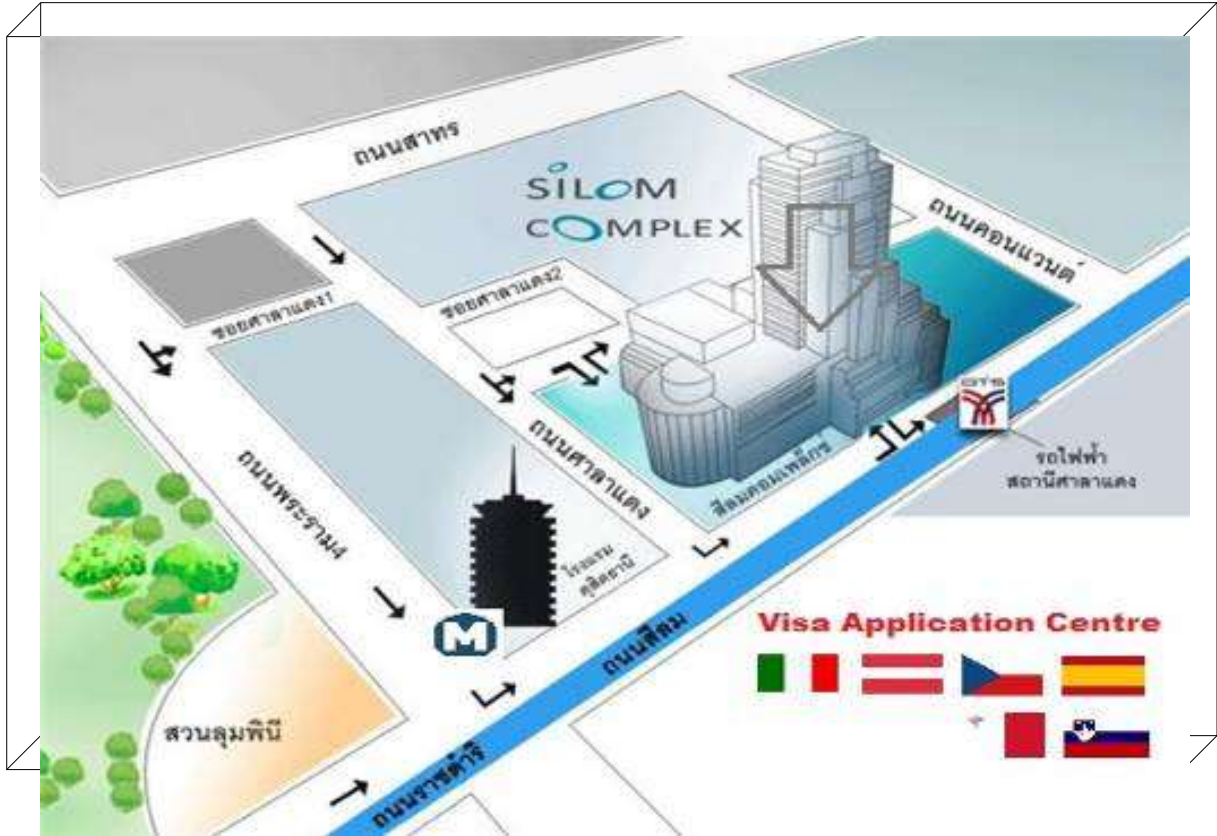 ถนนสาทร
SILOM
COMPLEX
ถนนคอนแวนต์
ซอยศาลาแดง2
ซอยศาลาแดง1
BTS
รถไฟฟ้า
สถานีศาลาแดง
ถนนศาลาแดง
สีลมคอมเพล็กซ์
ถนนพระราม4
โรงแรม
ดุสิตธานี
M
ถนนสีลม
Visa Application Centre
สวนลุมพินี
ถนนราชดำริ